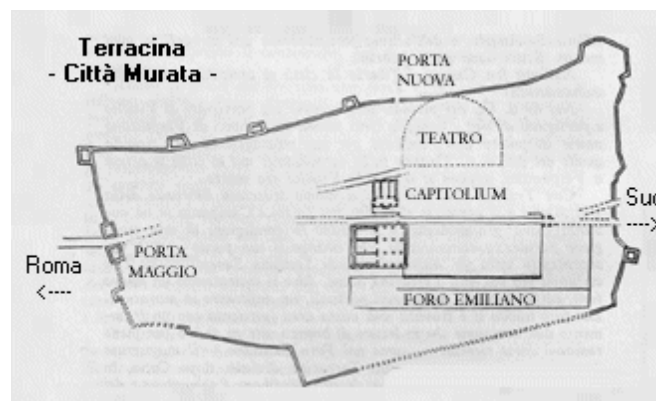 Terracina
- Città Murata -
PORTA
NUOVA
TEATRO
CAPITOLIUM
Sud
---->
PORTA
MAGGIO
Roma
<----
FORO EMILIANO